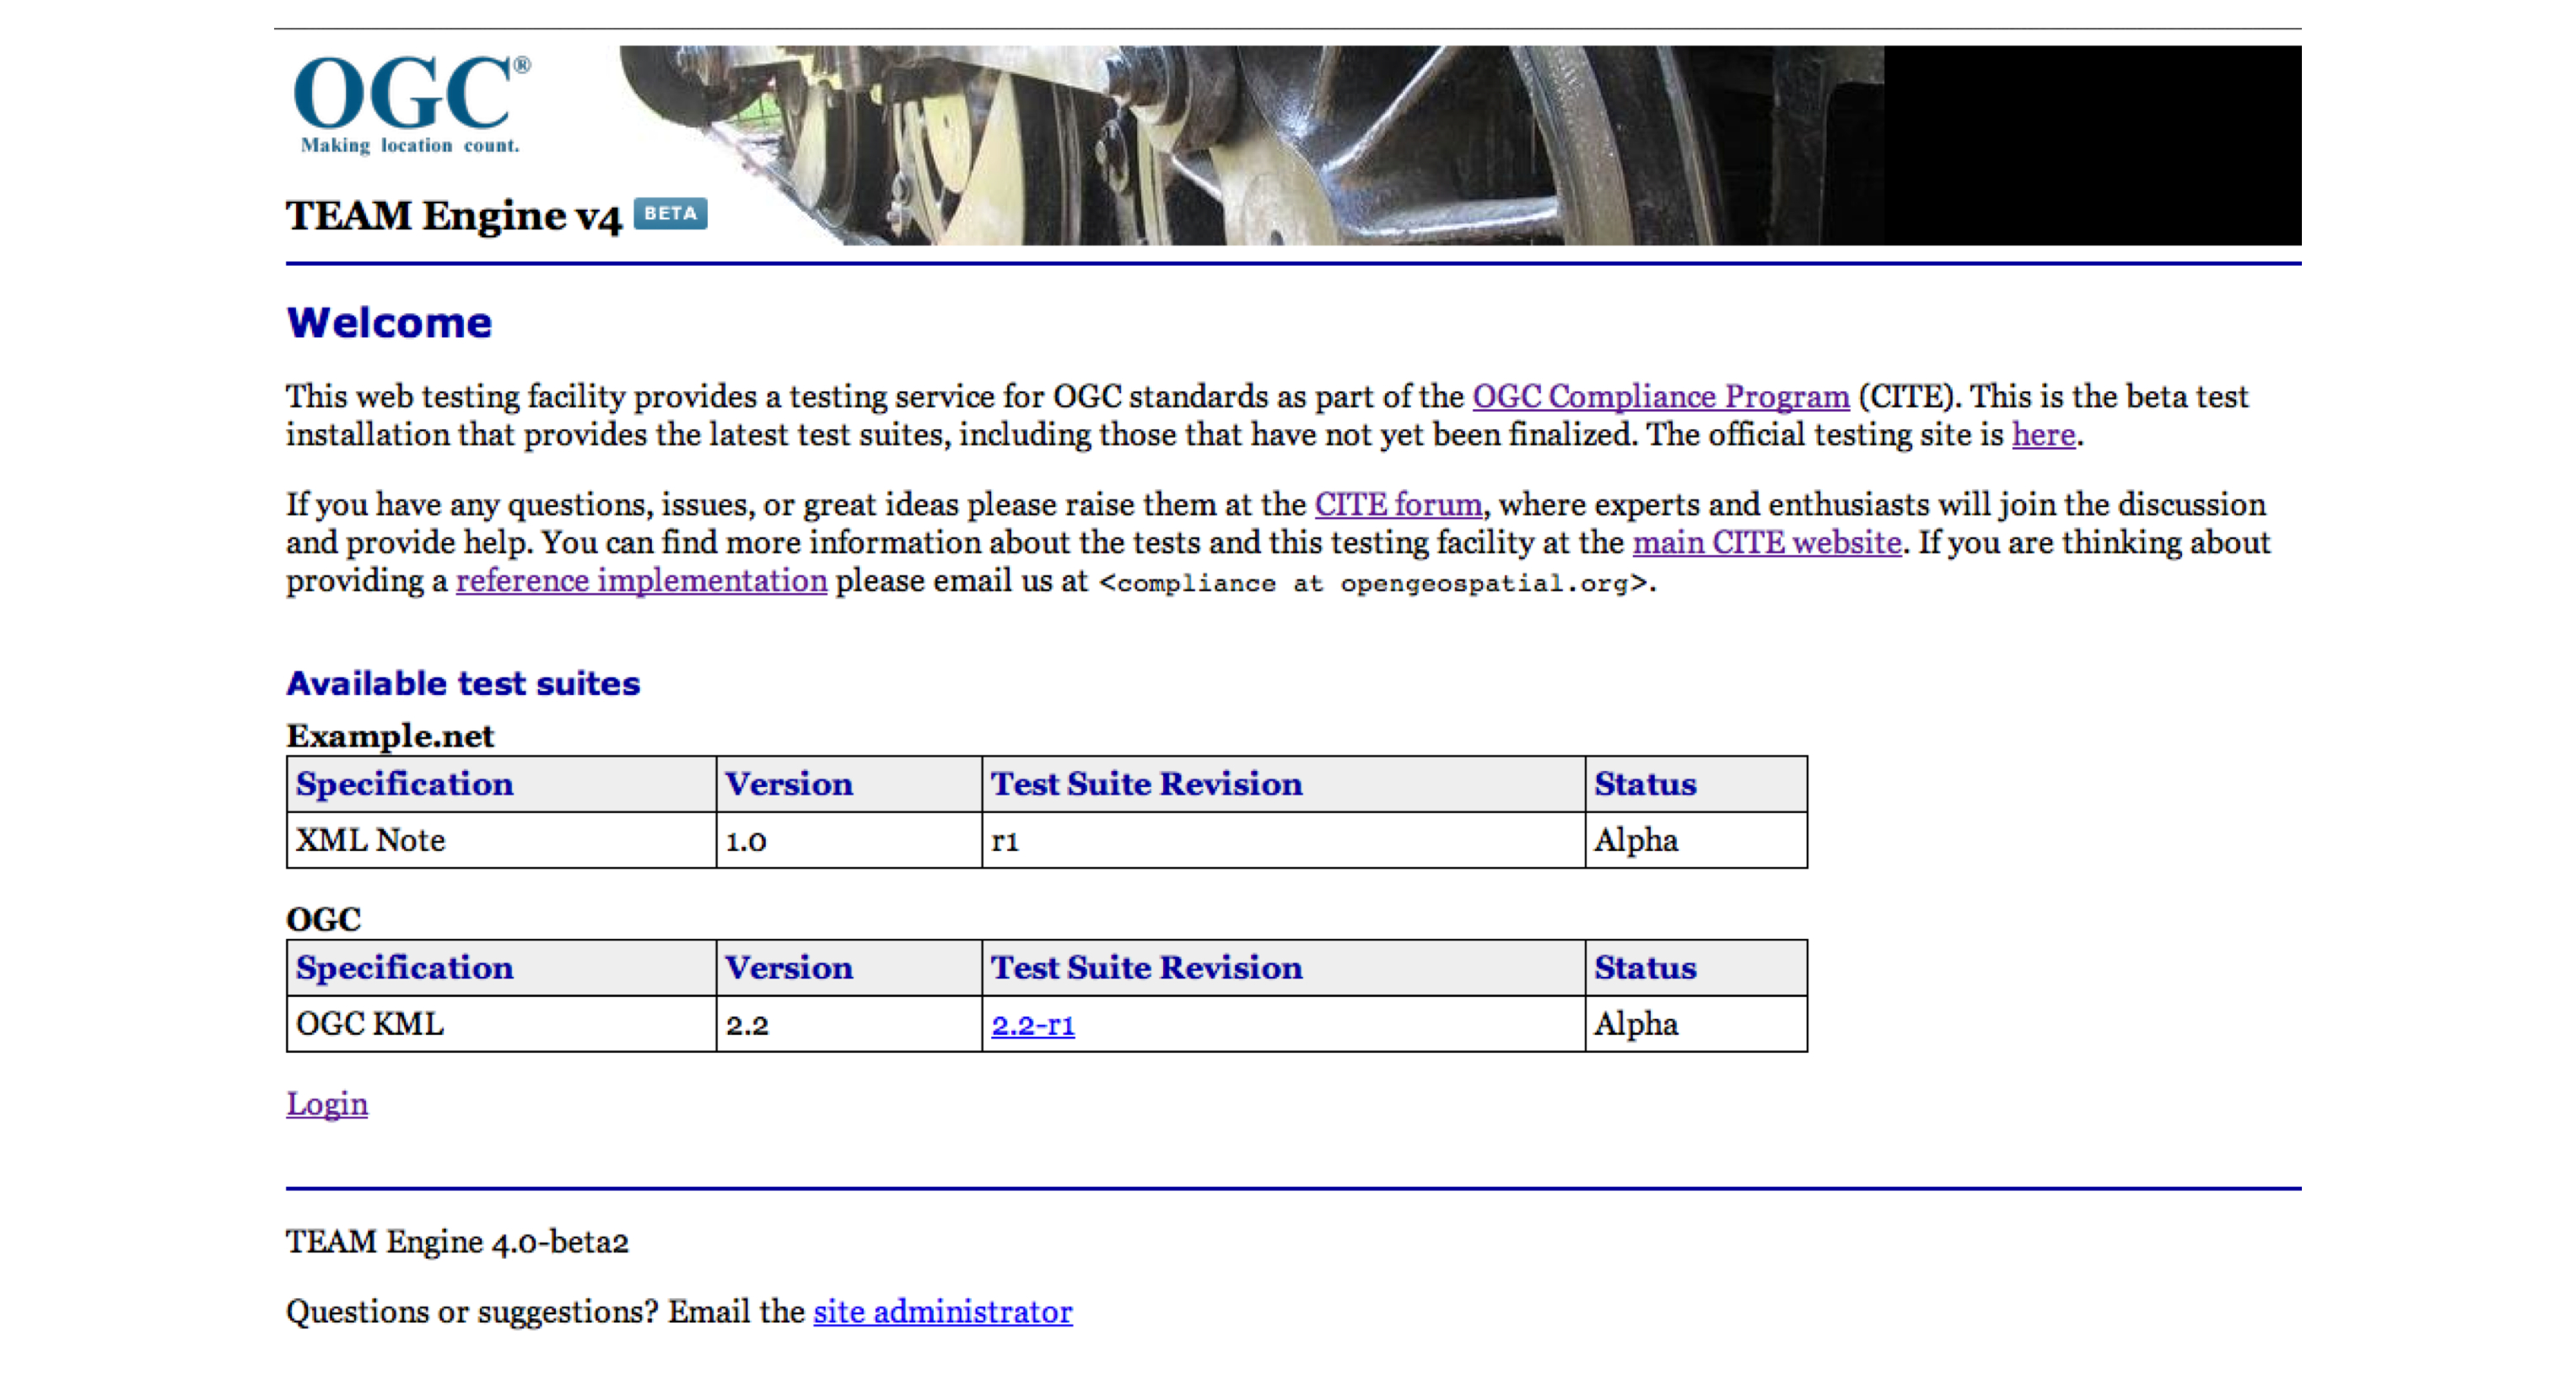 OGC®
Making location count.
TEAM Engine v4 BETA
Welcome
This web testing facility provides a testing service for OGC standards as part of the OGC Compliance Program (CITE). This is the beta test
installation that provides the latest test suites, including those that have not yet been finalized. The official testing site is here.
If you have any questions, issues, or great ideas please raise them at the CITE forum, where experts and enthusiasts will join the discussion
and provide help. You can find more information about the tests and this testing facility at the main CITE website. If you are thinking about
providing a reference implementation please email us at <compliance at opengeospatial.org>.
Available test suites
Example.net
Specification Version Test Suite Revision Status
XML Note 1.0 r1 Alpha
OGC
Specification Version Test Suite Revision Status
OGC KML 2.2 2.2-r1 Alpha
Login
TEAM Engine 4.0-beta2
Questions or suggestions? Email the site administrator